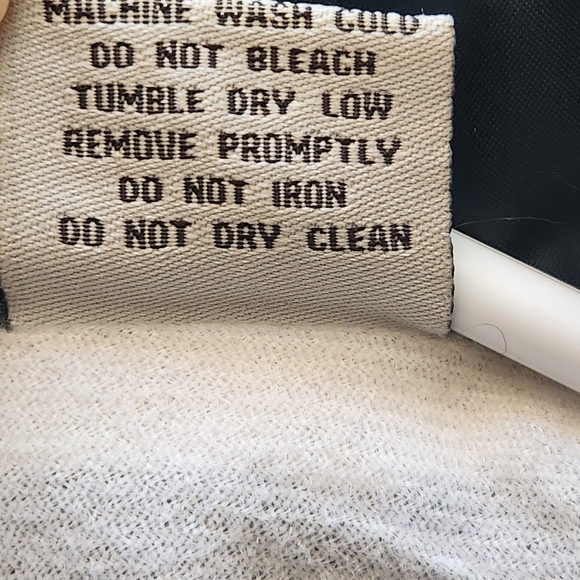 MACHINE WASH COLD
DO NOT BLEACH
TUMBLE DRY LOW
REMOVE PROMPTLY
DO NOT IRON
DO NOT DRY CLEAN